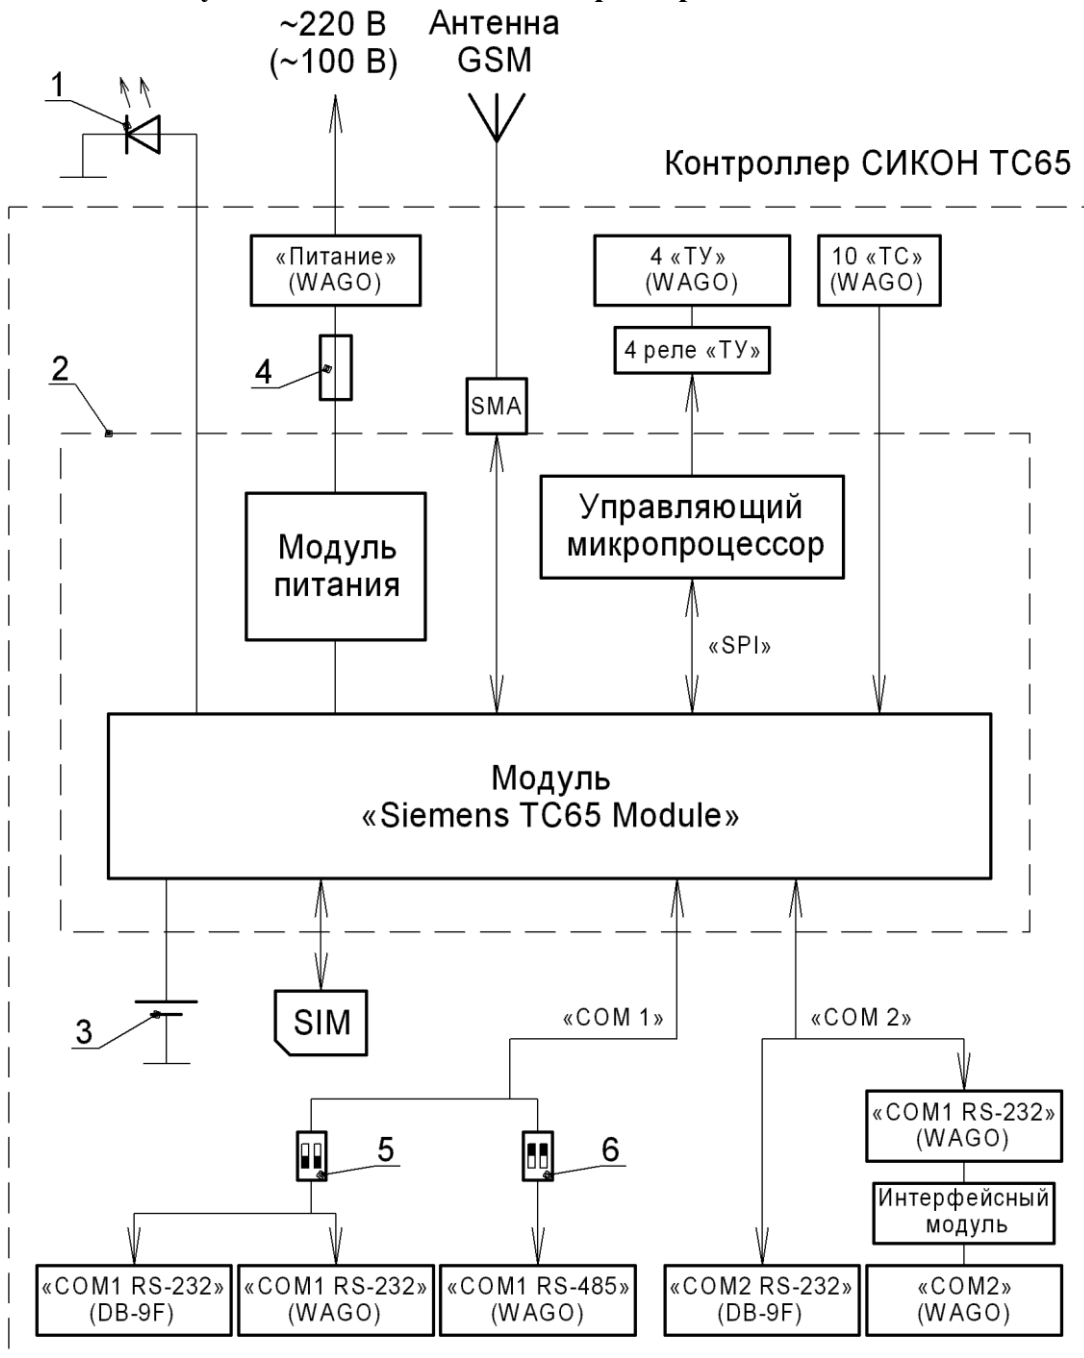 ~220 В
(~100 В)
Антенна
GSM
1
Контроллер СИКОН ТС65
«Питание»
(WAGO)
4 «ТУ»
(WAGO)
10 «ТС»
(WAGO)
4 реле «ТУ»
2
4
SMA
Модуль
питания
Управляющий
микропроцессор
«SPI»
Модуль
«Siemens TC65 Module»
3
SIM
«COM 1»
«COM 2»
5
6
«COM1 RS-232»
(WAGO)
Интерфейсный
модуль
«COM1 RS-232»
(DB-9F)
«COM1 RS-232»
(WAGO)
«COM1 RS-485»
(WAGO)
«COM2 RS-232»
(DB-9F)
«COM2»
(WAGO)